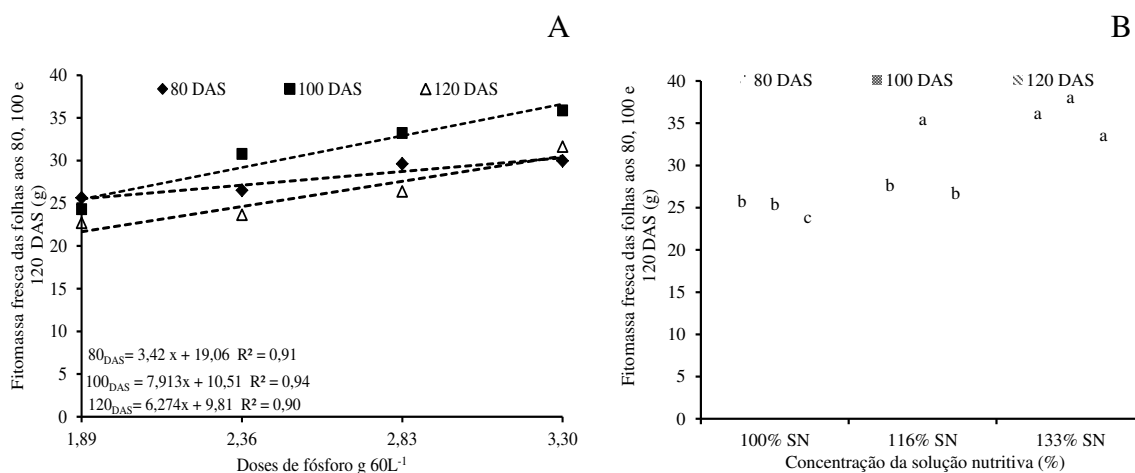 A
Fitomassa fresca das folhas aos 80, 100 e
120 DAS (g)
80 DAS
100 DAS
120 DAS
40
35
30
25
20
15
10
5
0
80DAS= 3,42 x + 19,06 R² = 0,91
100DAS = 7,913x + 10,51 R² = 0,94
120DAS= 6,274x + 9,81 R² = 0,90
1,89
2,36
2,83
3,30
Doses de fósforo g 60L-1
B
Fitomassa fresca das folhas aos 80, 100 e
120 DAS (g)
80 DAS
100 DAS
120 DAS
40
35
30
25
20
15
10
5
0
b
b
c
b
a
b
a
a
a
100% SN
116% SN
133% SN
Concentração da solução nutritiva (%)